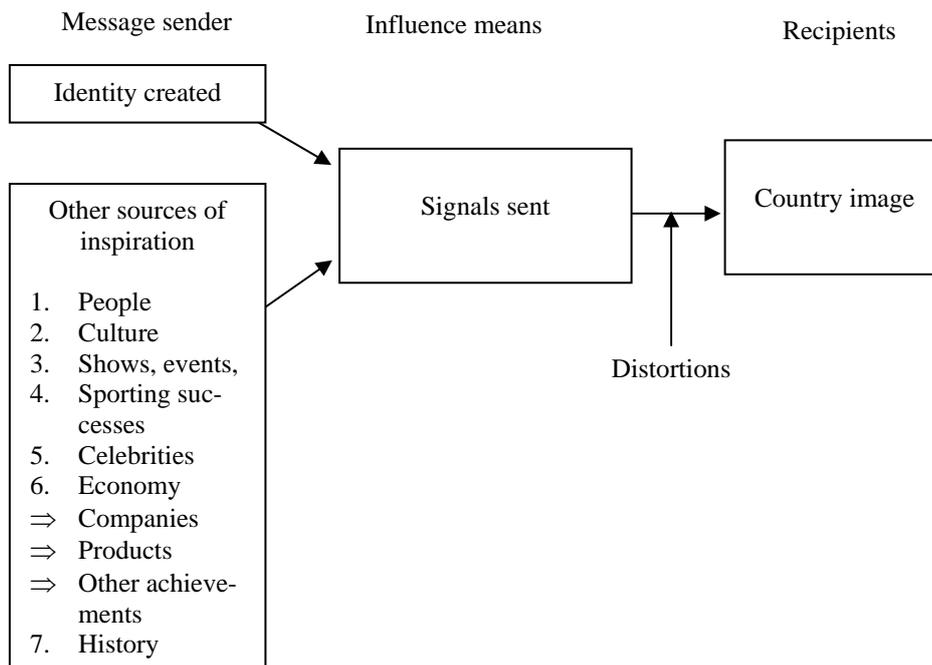 Message sender
Influence means
Recipients
Identity created
Signals sent
Country image
Other sources of
inspiration
1. People
2. Culture
3. Shows, events,
4. Sporting suc-
cesses
5. Celebrities
6. Economy
⇒ Companies
⇒ Products
⇒ Other achieve-
ments
7. History
Distortions